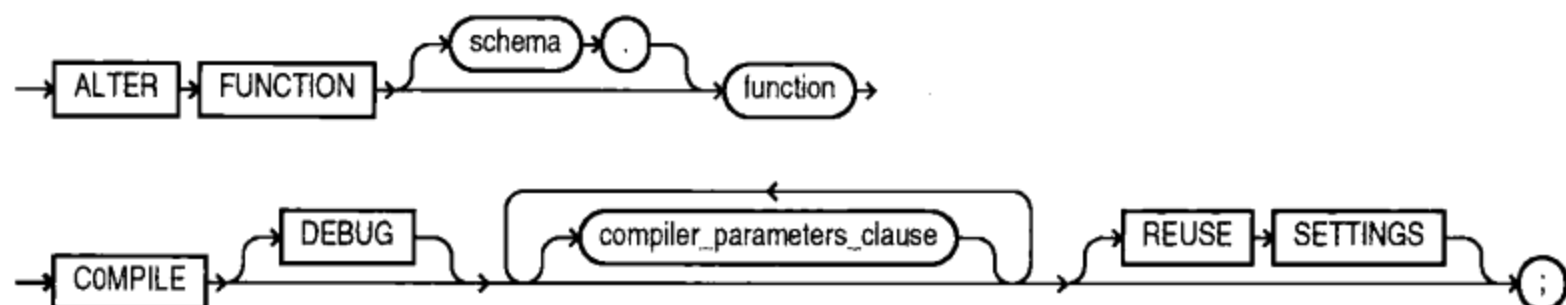 ALTER FUNCTION schema . function
COMPILE DEBUG compiler_parameters_clause REUSE SETTINGS ;